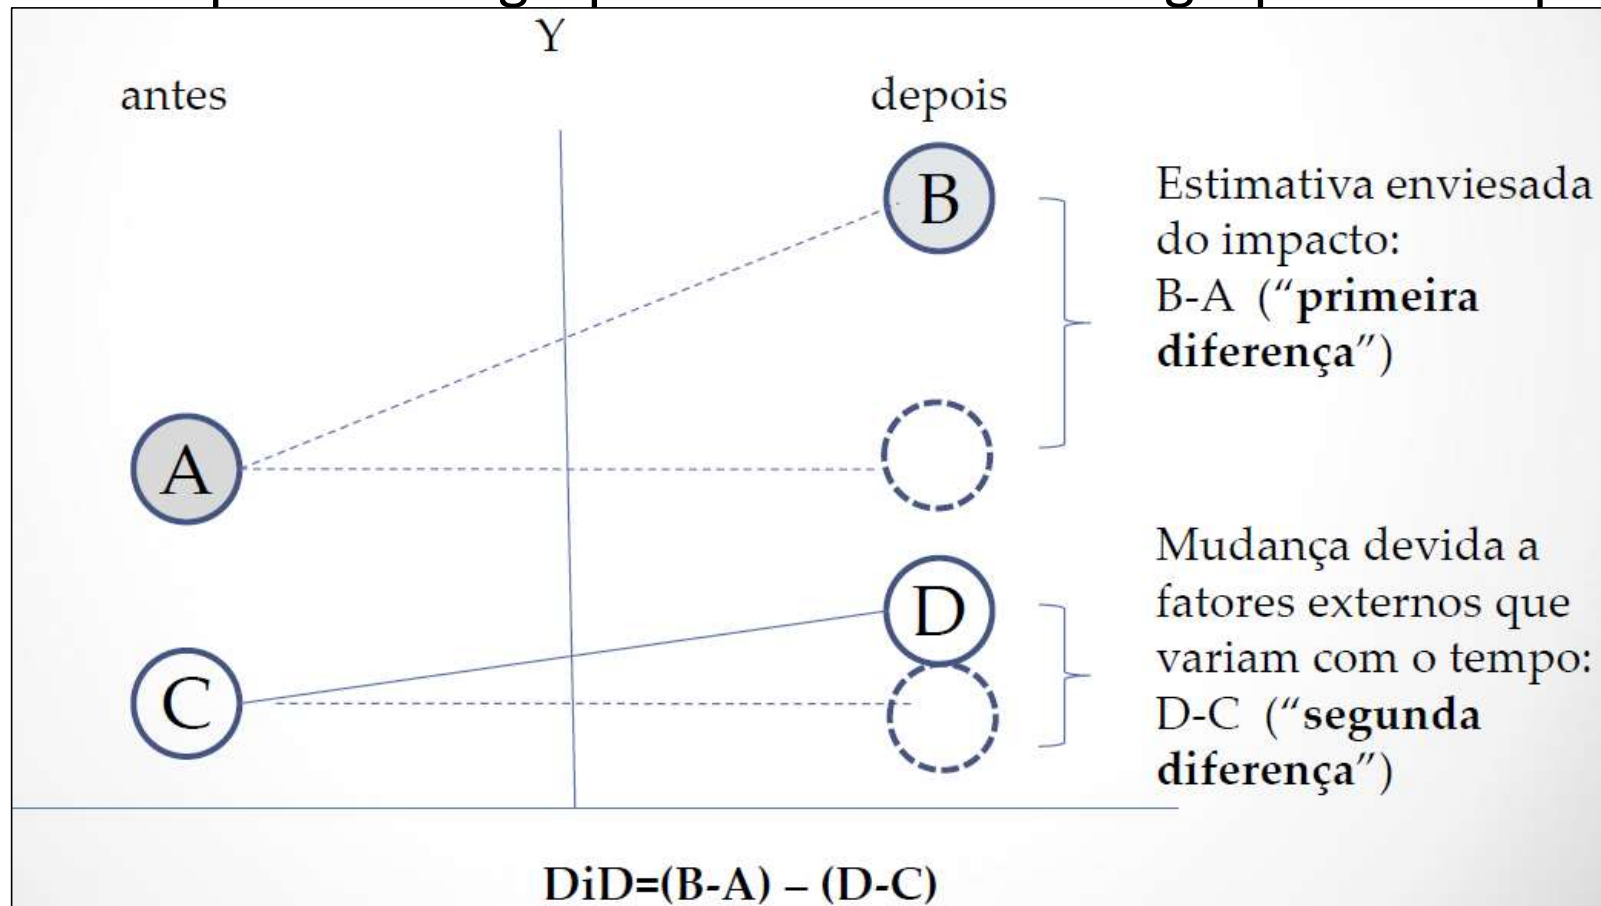 Y
antes
depois
B
Estimativa enviesada
do impacto:
B-A (“primeira
diferença”)
A
Mudança devida a
fatores externos que
variam com o tempo:
D-C (“segunda
diferença”)
D
C
DiD=(B-A) – (D-C)